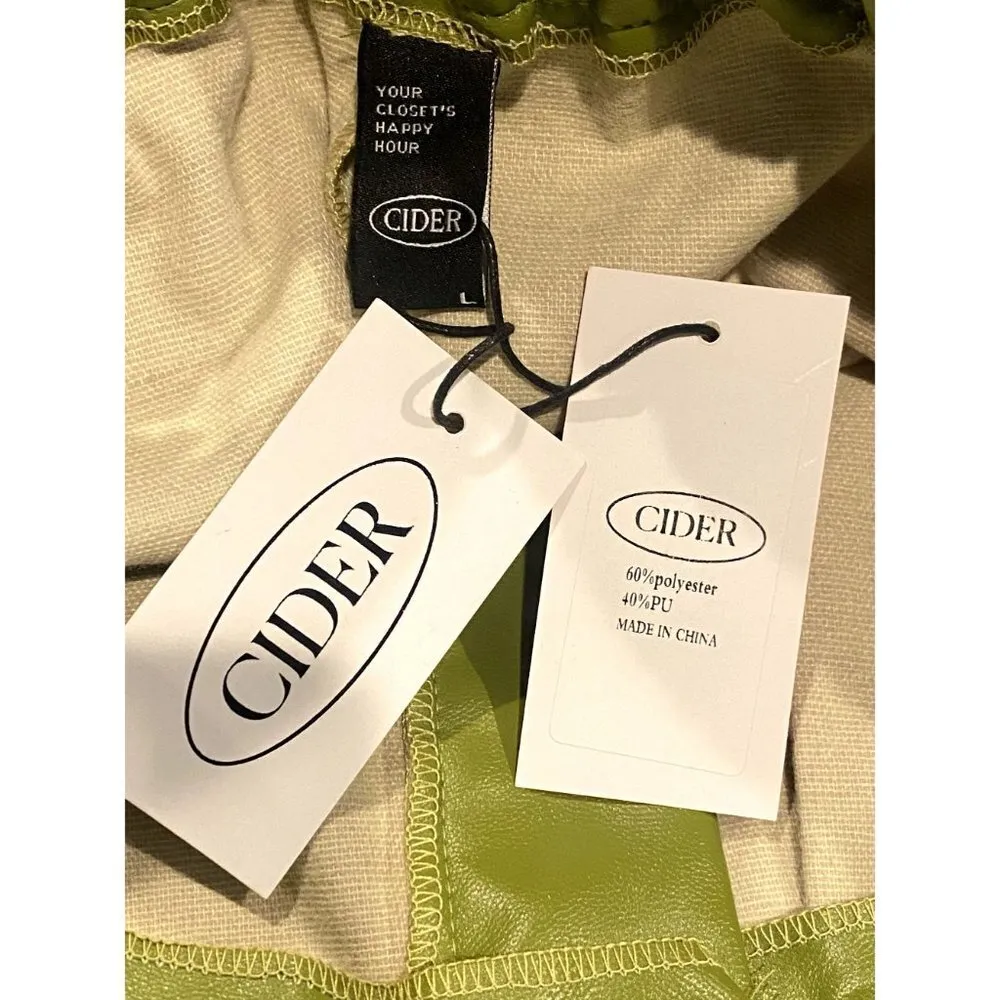 YOUR
CLOSET'S
HAPPY
HOUR
CIDER
L
CIDER
CIDER
60%polyester
40%PU
MADE IN CHINA